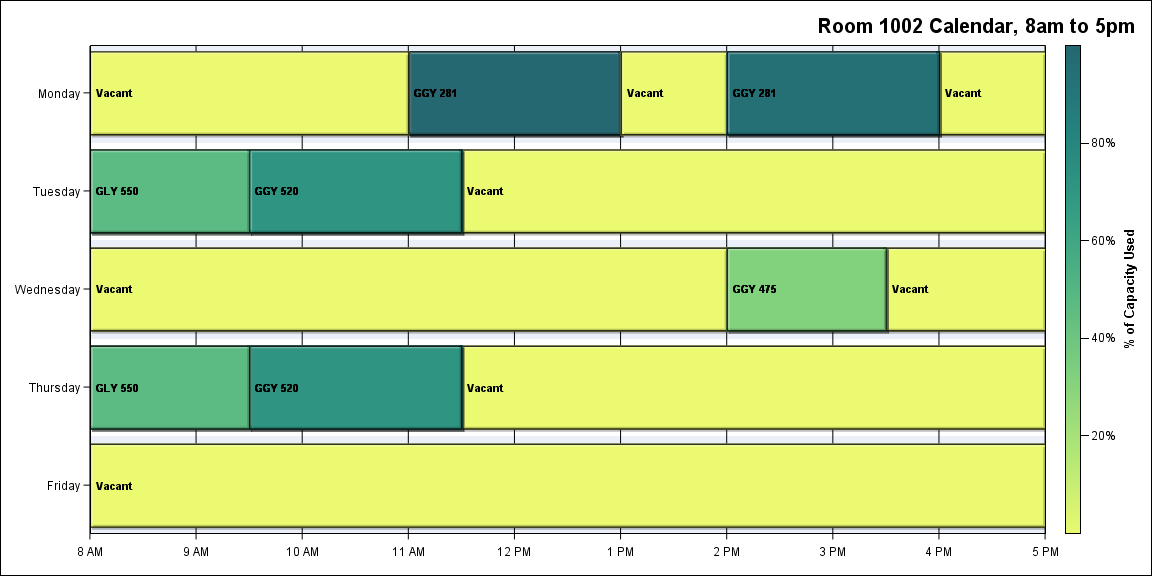 Room 1002 Calendar, 8am to 5pm
Monday
Vacant
GGY 281
Vacant
GGY 281
Vacant
Tuesday
GLY 550
GGY 520
Vacant
Wednesday
Vacant
GGY 475
Vacant
Thursday
GLY 550
GGY 520
Vacant
Friday
Vacant
8 AM
9 AM
10 AM
11 AM
12 PM
1 PM
2 PM
3 PM
4 PM
5 PM
80%
60%
40%
20%
% of Capacity Used